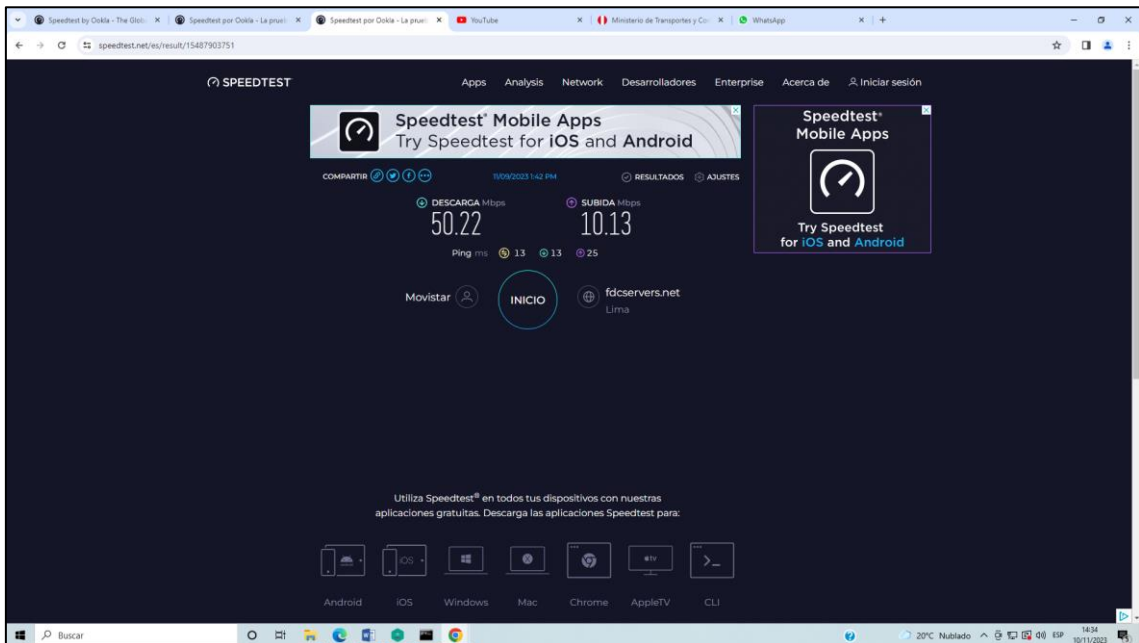 Speedtest by Ookla - The Glob
Speedtest por Ookla - La prueb
Speedtest por Ookla - La prueb
YouTube
Ministerio de Transportes y Co
WhatsApp
speedtest.net/es/result/15487903751
SPEEDTEST
Apps Analysis Network Desarrolladores Enterprise Acerca de Iniciar sesión
Speedtest® Mobile Apps
Try Speedtest for iOS and Android
Speedtest®
Mobile Apps
Try Speedtest
for iOS and Android
COMPARTIR 11/09/2023 1:42 PM RESULTADOS AJUSTES
DESCARGA Mbps SUBIDA Mbps
50.22 10.13
Ping ms 13 13 25
Movistar INICIO fdcservers.net
Lima
Utiliza Speedtest® en todos tus dispositivos con nuestras
aplicaciones gratuitas. Descarga las aplicaciones Speedtest para:
iOS tv
Android iOS Windows Mac Chrome AppleTV CLI
Buscar 20°C Nublado ESP 14:34
10/11/2023